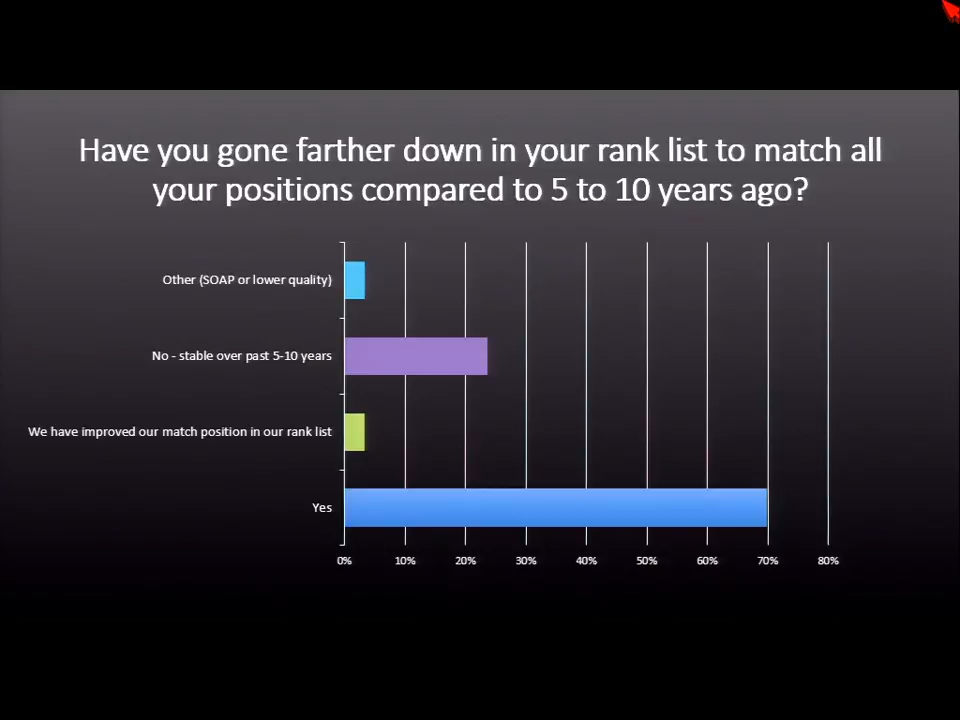 Have you gone farther down in your rank list to match all
your positions compared to 5 to 10 years ago?
Other (SOAP or lower quality)
No - stable over past 5-10 years
We have improved our match position in our rank list
Yes
0% 10% 20% 30% 40% 50% 60% 70% 80%